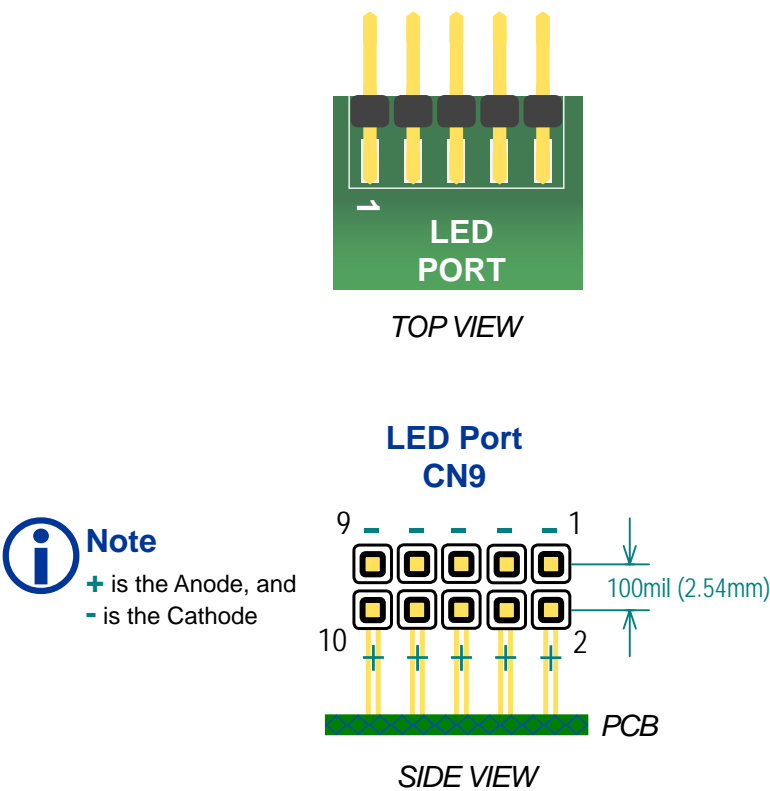 1
LED
PORT
TOP VIEW
LED Port
CN9
Note
+ is the Anode, and
- is the Cathode
9 - - - - - 1
100mil (2.54mm)
10 + + + + + 2
PCB
SIDE VIEW